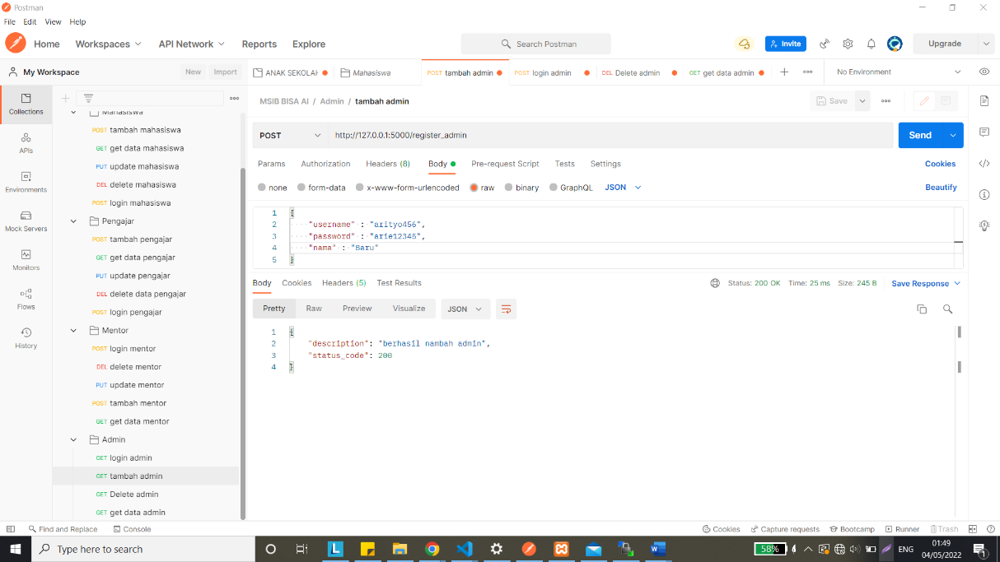 Postman
File Edit View Help
Home Workspaces API Network Reports Explore Search Postman Invite Upgrade
My Workspace New Import ANAK SEKOLAH Mahasiswa POST tambah admin POST login admin DEL Delete admin GET get data admin No Environment
Collections
APIs
Environments
Mock Servers
Monitors
Flows
History
Mahasiswa
POST tambah mahasiswa
GET get data mahasiswa
PUT update mahasiswa
DEL delete mahasiswa
POST login mahasiswa
Pengajar
POST tambah pengajar
GET get data pengajar
PUT update pengajar
DEL delete data pengajar
POST login pengajar
Mentor
POST login mentor
DEL delete mentor
PUT update mentor
POST tambah mentor
GET get data mentor
Admin
GET login admin
GET tambah admin
GET Delete admin
GET get data admin
MSIB BISA AI / Admin / tambah admin Save
POST http://127.0.0.1:5000/register_admin Send
Params Authorization Headers (8) Body Pre-request Script Tests Settings Cookies
none form-data x-www-form-urlencoded raw binary GraphQL JSON Beautify
1 {
2 "username" : "arityo456",
3 "password" : "arie12345",
4 "nama" : "Baru"
5 }
Body Cookies Headers (5) Test Results Status: 200 OK Time: 25 ms Size: 245 B Save Response
Pretty Raw Preview Visualize JSON
1 {
2 "description": "berhasil nambah admin",
3 "status_code": 200
4 }
Find and Replace Console Cookies Capture requests Bootcamp Runner Trash
Type here to search 58% ENG 01:49
04/05/2022